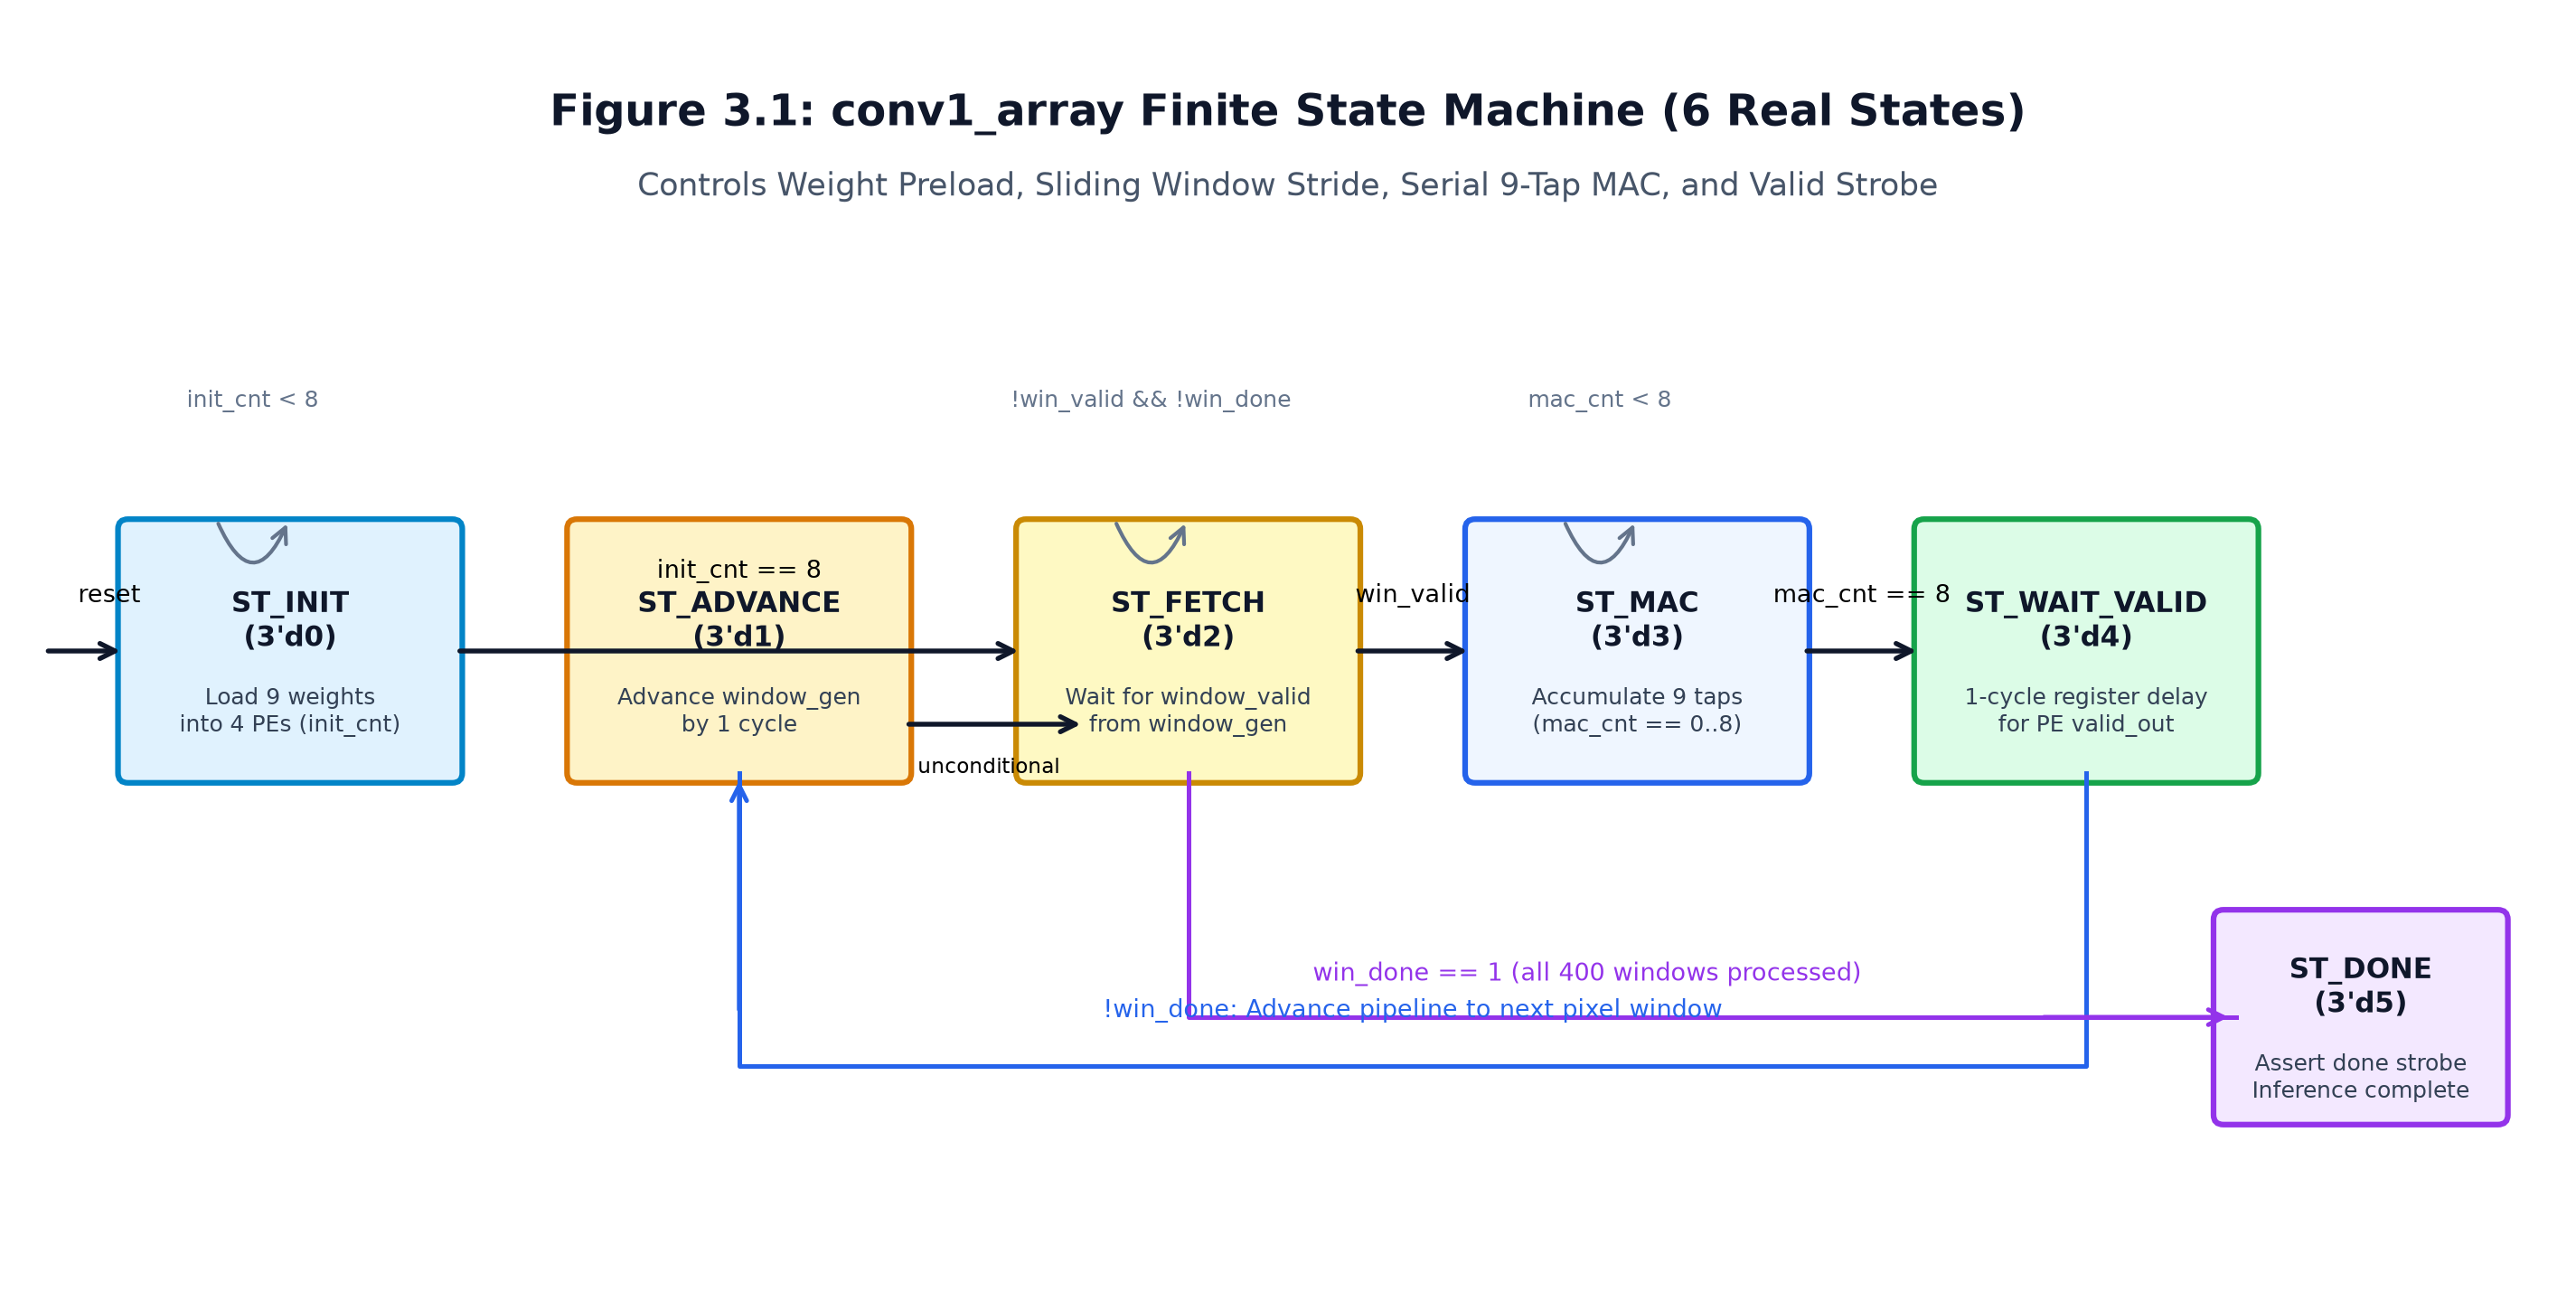 Figure 3.1: conv1_array Finite State Machine (6 Real States)
Controls Weight Preload, Sliding Window Stride, Serial 9-Tap MAC, and Valid Strobe
init_cnt < 8
!win_valid && !win_done
mac_cnt < 8
reset
ST_INIT
(3'd0)
Load 9 weights
into 4 PEs (init_cnt)
init_cnt == 8
ST_ADVANCE
(3'd1)
Advance window_gen
by 1 cycle
unconditional
ST_FETCH
(3'd2)
Wait for window_valid
from window_gen
win_valid
ST_MAC
(3'd3)
Accumulate 9 taps
(mac_cnt == 0..8)
mac_cnt == 8
ST_WAIT_VALID
(3'd4)
1-cycle register delay
for PE valid_out
win_done == 1 (all 400 windows processed)
!win_done: Advance pipeline to next pixel window
ST_DONE
(3'd5)
Assert done strobe
Inference complete